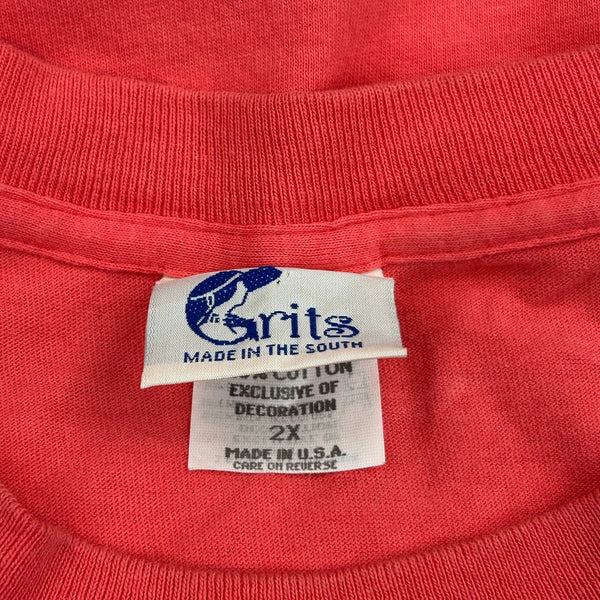 Grits
MADE IN THE SOUTH
COTTON
EXCLUSIVE OF
DECORATION
2X
MADE IN U.S.A.
CARE ON REVERSE